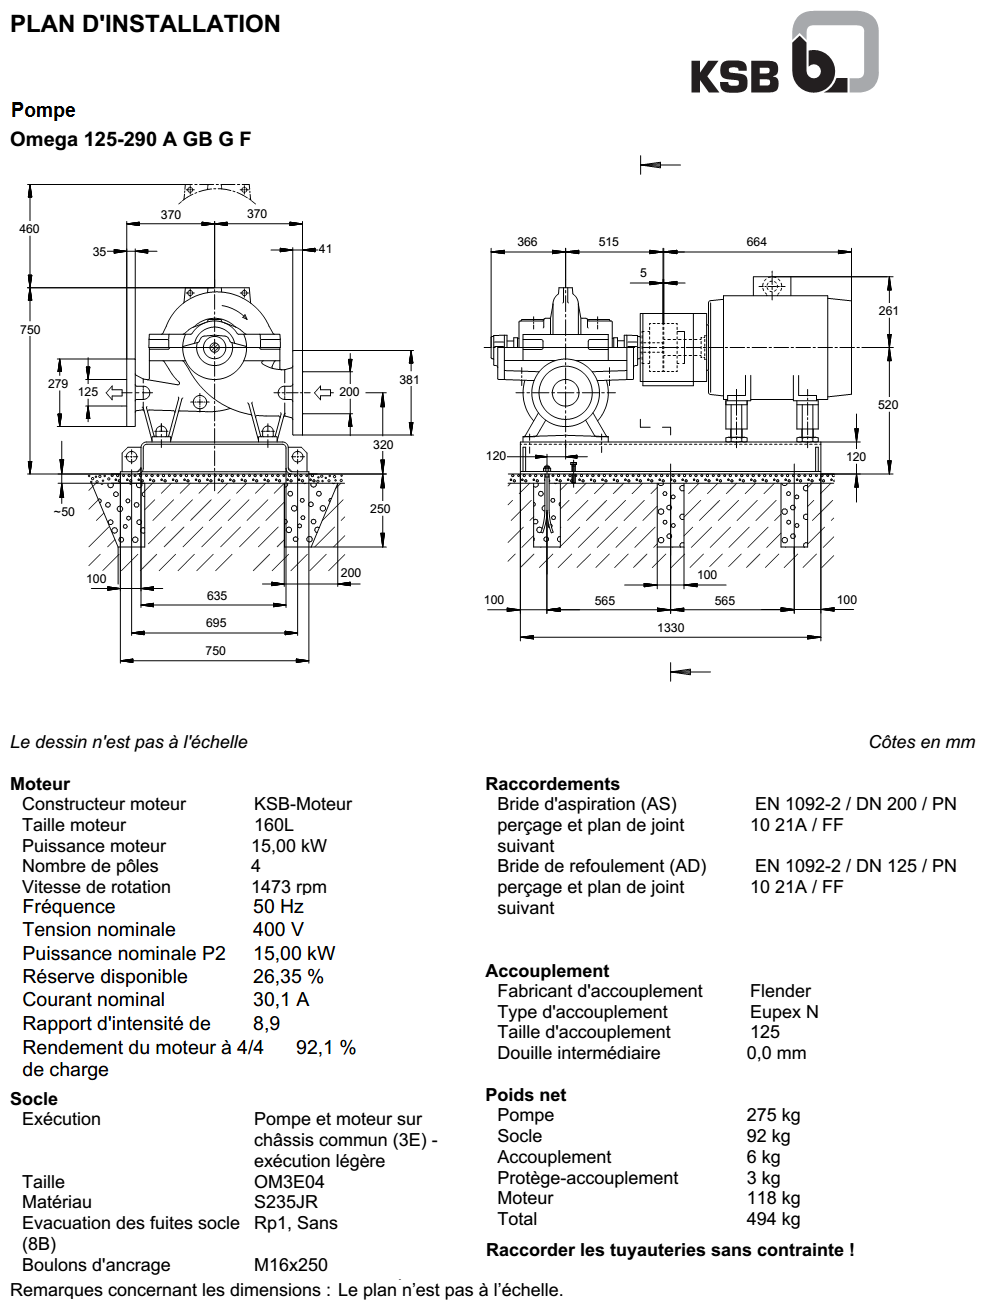 PLAN D'INSTALLATION
KSB b
Pompe
Omega 125-290 A GB G F
460
370
370
35
41
750
279
125
200
381
320
~50
250
100
200
635
695
750
366
515
664
5
261
520
120
120
100
100
565
565
100
1330
Le dessin n'est pas à l'échelle
Côtes en mm
Moteur
Constructeur moteur KSB-Moteur
Taille moteur 160L
Puissance moteur 15,00 kW
Nombre de pôles 4
Vitesse de rotation 1473 rpm
Fréquence 50 Hz
Tension nominale 400 V
Puissance nominale P2 15,00 kW
Réserve disponible 26,35 %
Courant nominal 30,1 A
Rapport d'intensité de 8,9
Rendement du moteur à 4/4 92,1 %
de charge
Socle
Exécution Pompe et moteur sur
châssis commun (3E) -
exécution légère
Taille OM3E04
Matériau S235JR
Evacuation des fuites socle Rp1, Sans
(8B)
Boulons d'ancrage M16x250
Raccordements
Bride d'aspiration (AS) EN 1092-2 / DN 200 / PN
perçage et plan de joint 10 21A / FF
suivant
Bride de refoulement (AD) EN 1092-2 / DN 125 / PN
perçage et plan de joint 10 21A / FF
suivant
Accouplement
Fabricant d'accouplement Flender
Type d'accouplement Eupex N
Taille d'accouplement 125
Douille intermédiaire 0,0 mm
Poids net
Pompe 275 kg
Socle 92 kg
Accouplement 6 kg
Protège-accouplement 3 kg
Moteur 118 kg
Total 494 kg
Raccorder les tuyauteries sans contrainte !
Remarques concernant les dimensions : Le plan n'est pas à l'échelle.